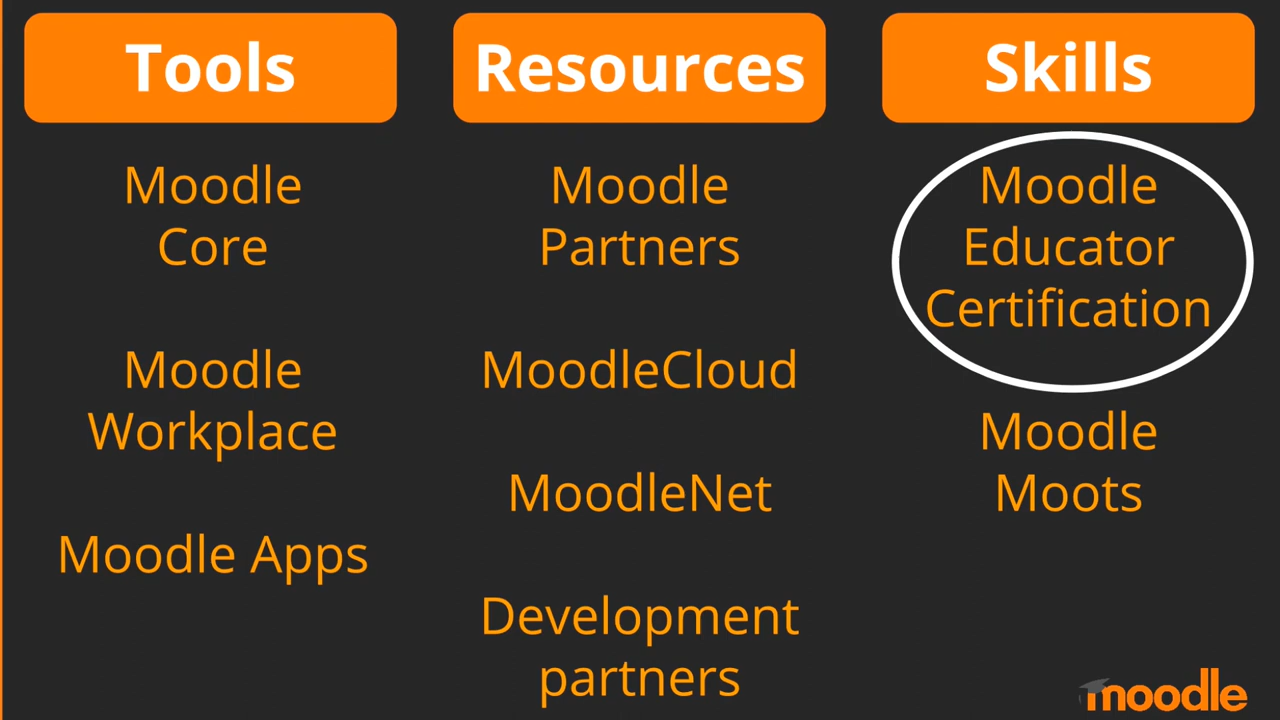 Tools
Resources
Skills
Moodle
Core
Moodle
Workplace
Moodle Apps
Moodle
Partners
MoodleCloud
MoodleNet
Development
partners
Moodle
Educator
Certification
Moodle
Moots
moodle